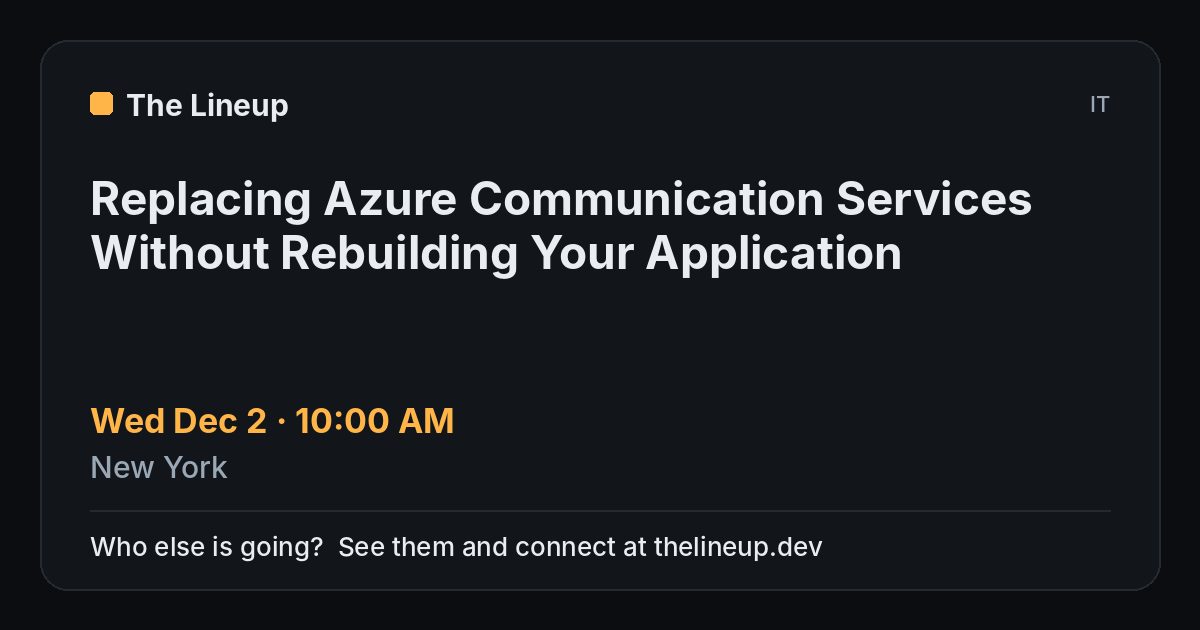 The Lineup
IT
Replacing Azure Communication Services
Without Rebuilding Your Application
Wed Dec 2 · 10:00 AM
New York
Who else is going? See them and connect at thelineup.dev